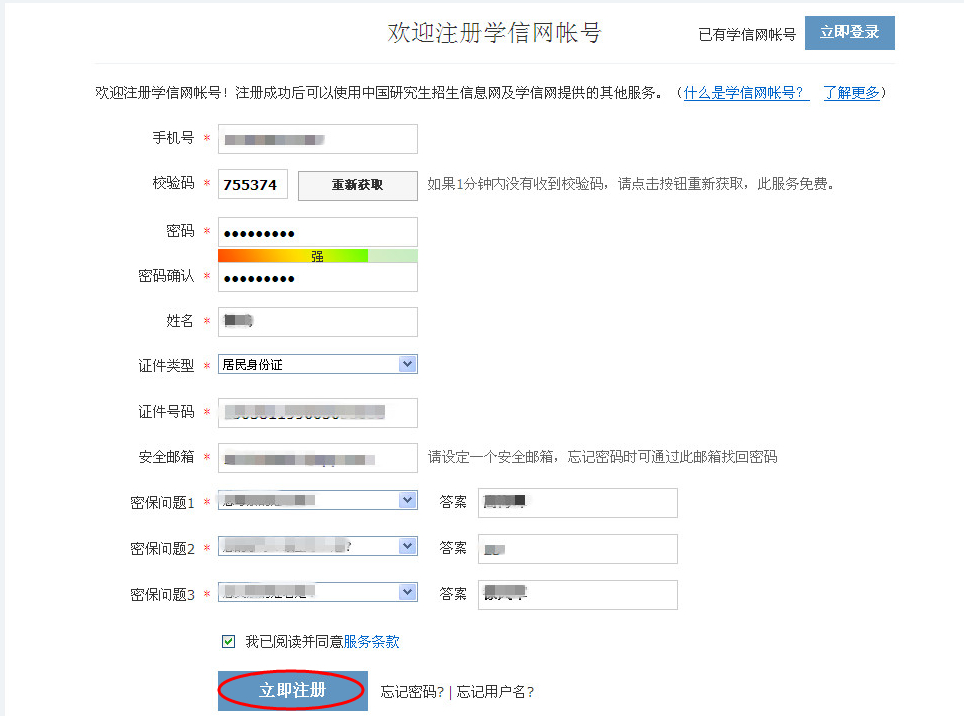 欢迎注册学信网帐号
已有学信网帐号 立即登录
欢迎注册学信网帐号！注册成功后可以使用中国研究生招生信息网及学信网提供的其他服务。（什么是学信网帐号？ 了解更多）
手机号 *
校验码 * 755374 重新获取 如果1分钟内没有收到校验码，请点击按钮重新获取，此服务免费。
密码 * ●●●●●●●●●
强
密码确认 * ●●●●●●●●●
姓名 *
证件类型 * 居民身份证
证件号码 *
安全邮箱 * 请设定一个安全邮箱，忘记密码时可通过此邮箱找回密码
密保问题1 * 答案
密保问题2 * ? 答案
密保问题3 * 答案
我已阅读并同意服务条款
立即注册 忘记密码? | 忘记用户名?